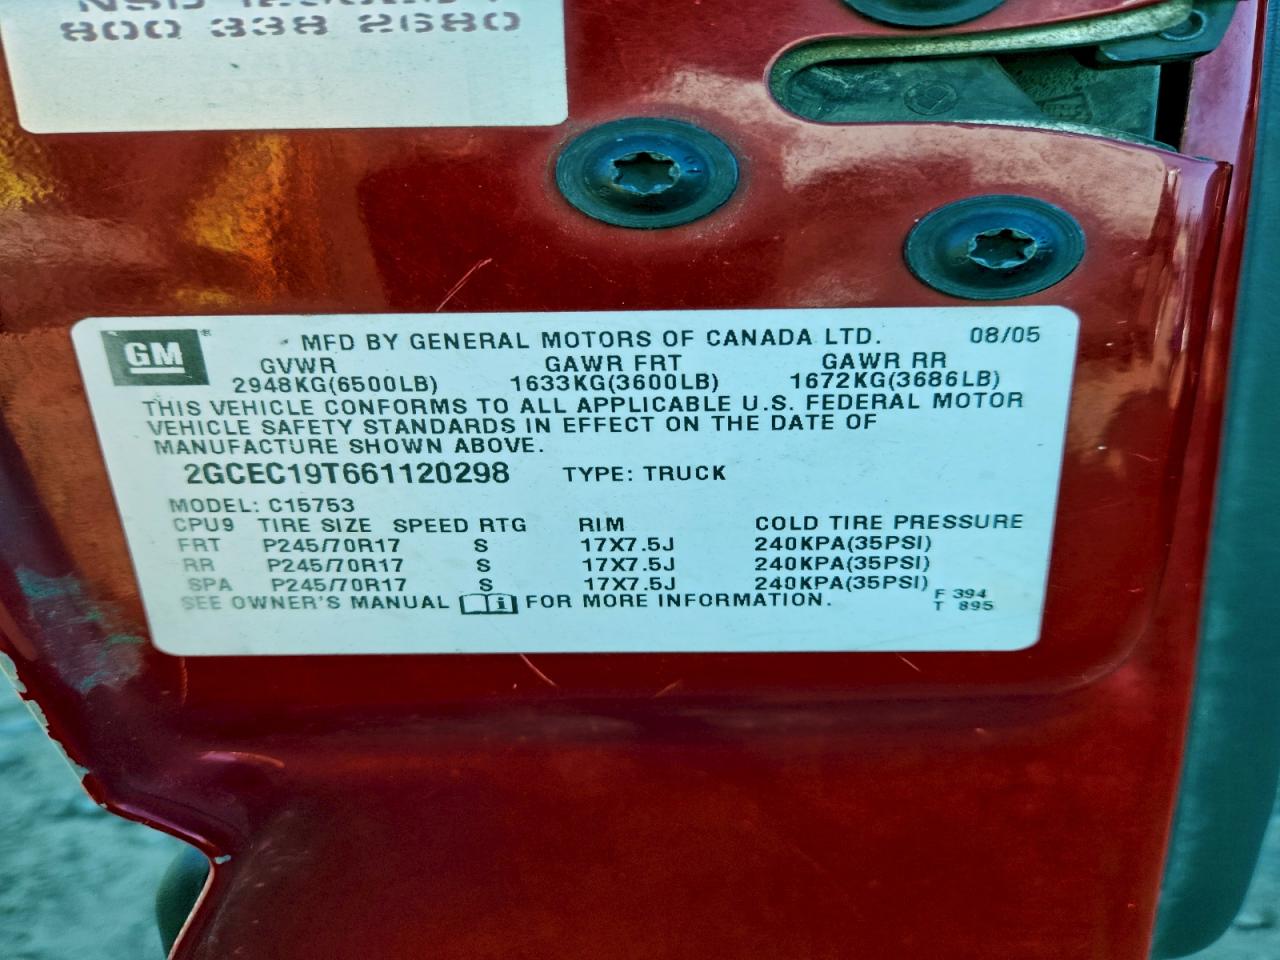 800 338 2680
GM ® MFD BY GENERAL MOTORS OF CANADA LTD. 08/05
GVWR GAWR FRT GAWR RR
2948KG(6500LB) 1633KG(3600LB) 1672KG(3686LB)
THIS VEHICLE CONFORMS TO ALL APPLICABLE U.S. FEDERAL MOTOR
VEHICLE SAFETY STANDARDS IN EFFECT ON THE DATE OF
MANUFACTURE SHOWN ABOVE.
2GCEC19T661120298 TYPE: TRUCK
MODEL: C15753
CPU9 TIRE SIZE SPEED RTG RIM COLD TIRE PRESSURE
FRT P245/70R17 S 17X7.5J 240KPA(35PSI)
RR P245/70R17 S 17X7.5J 240KPA(35PSI)
SPA P245/70R17 S 17X7.5J 240KPA(35PSI)
SEE OWNER'S MANUAL i FOR MORE INFORMATION. F 394
T 895